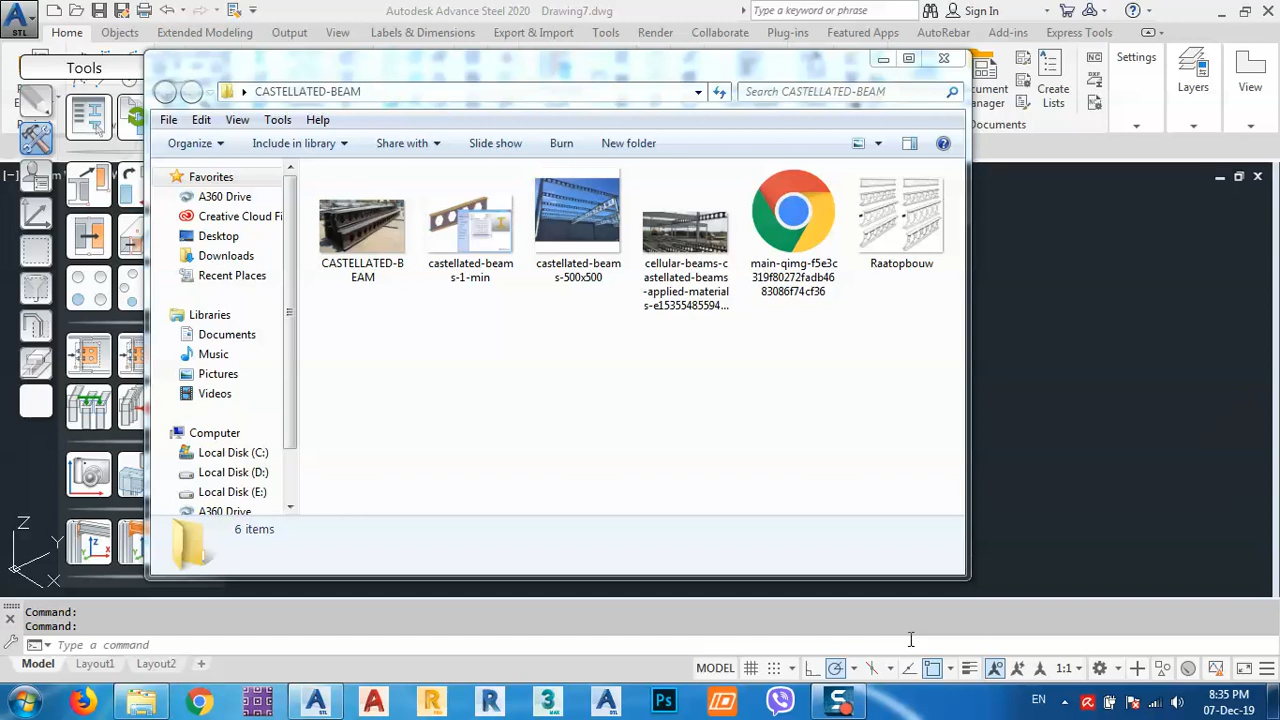 Autodesk Advance Steel 2020 Drawing7.dwg
Type a keyword or phrase
Sign In
STL
Home Objects Extended Modeling Output View Labels & Dimensions Export & Import Tools Render Collaborate Plug-ins Featured Apps AutoRebar Add-ins Express Tools
Tools
Settings
Create
Lists
Layers
View
Documents
CASTELLATED-BEAM
Search CASTELLATED-BEAM
File Edit View Tools Help
Organize Include in library Share with Slide show Burn New folder
Favorites
A360 Drive
Creative Cloud Fi
Desktop
Downloads
Recent Places
Libraries
Documents
Music
Pictures
Videos
Computer
Local Disk (C:)
Local Disk (D:)
Local Disk (E:)
A360 Drive
CASTELLATED-B
EAM
castellated-beam
s-1-min
castellated-beam
s-500x500
cellular-beams-c
astellated-beams
-applied-material
s-e15355485594...
main-qimg-f5e3c
319f80272fadb46
83086f74cf36
Raatopbouw
6 items
Z
Y
X
Command:
Command:
Type a command
Model Layout1 Layout2 +
MODEL
1:1
EN
8:35 PM
07-Dec-19